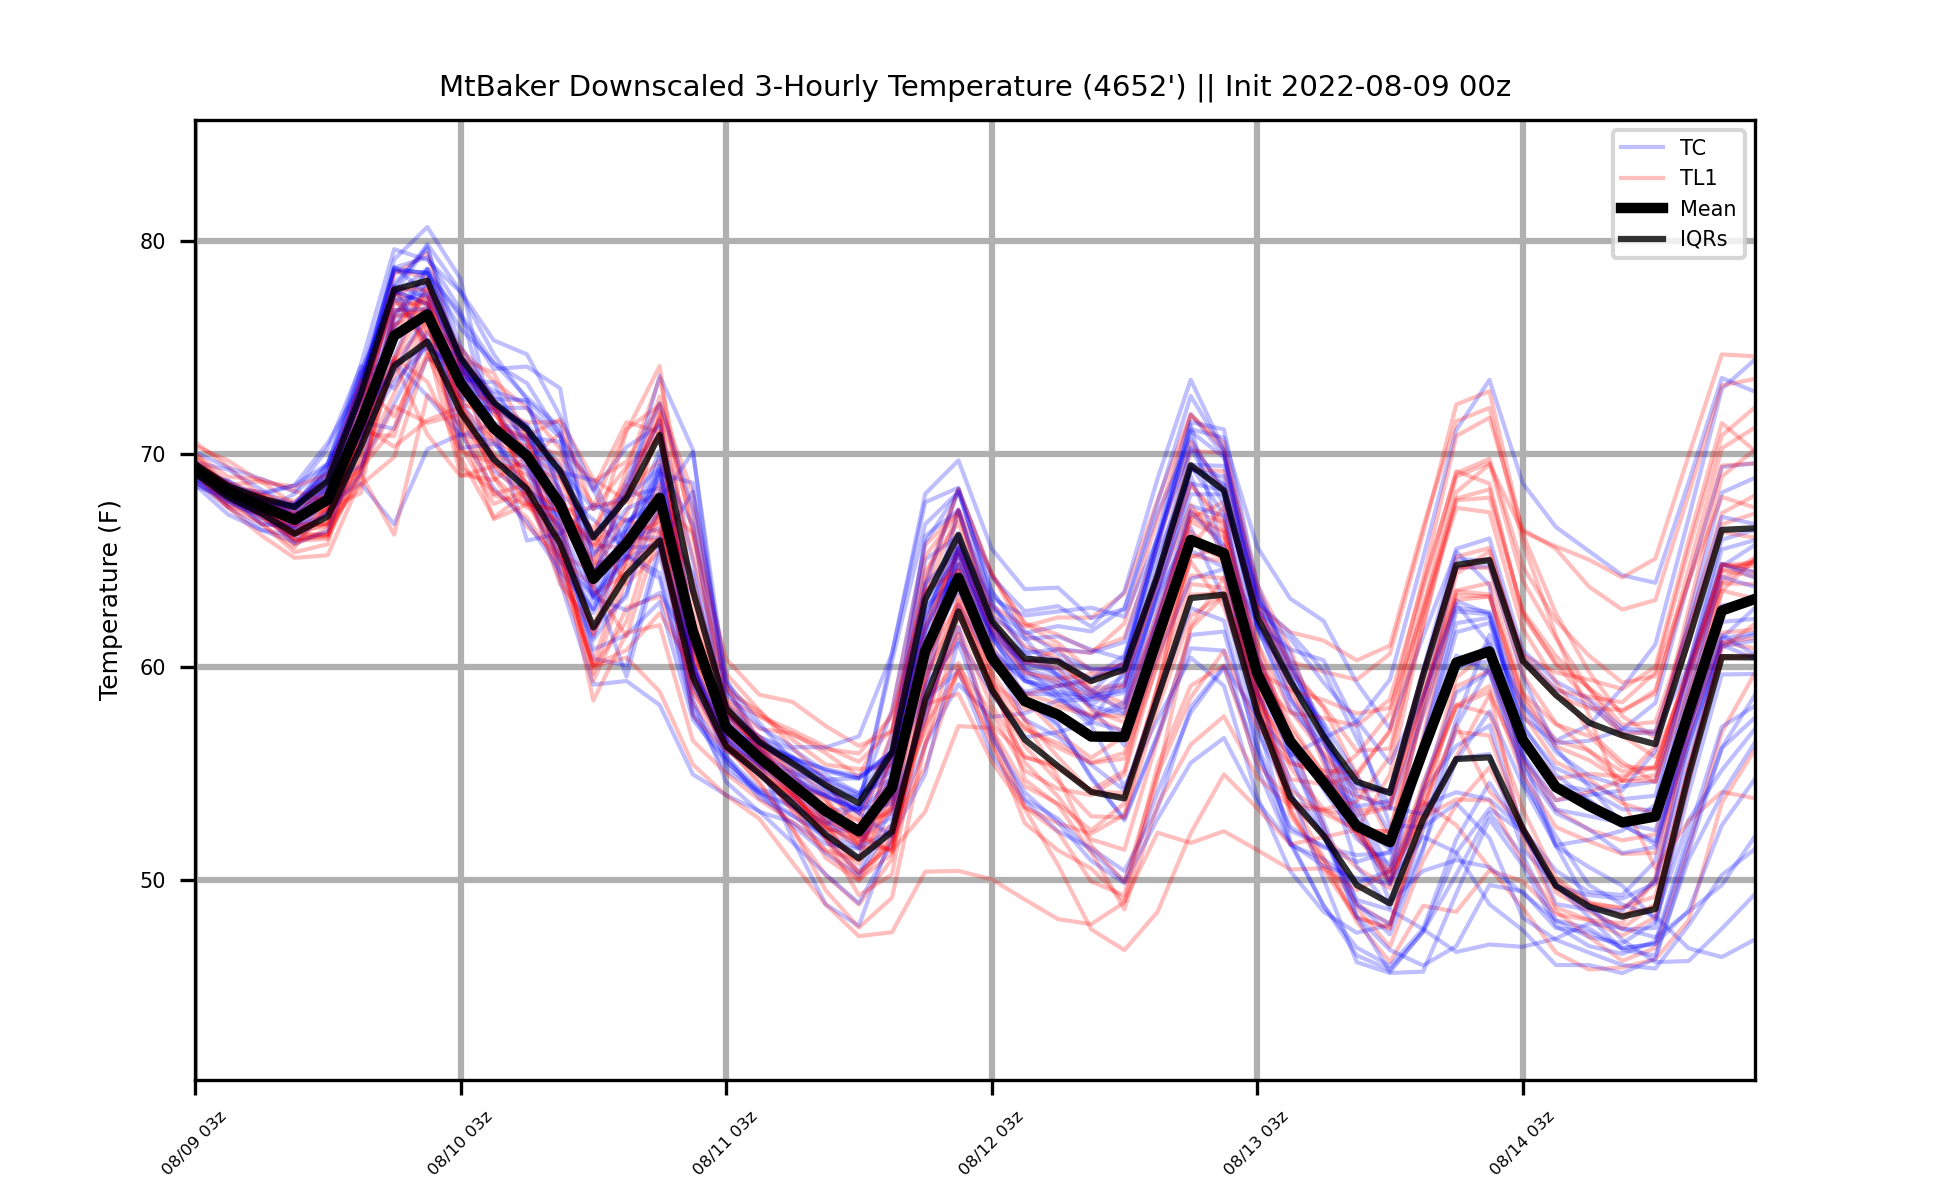 MtBaker Downscaled 3-Hourly Temperature (4652') || Init 2022-08-09 00z
TC
TL1
Mean
IQRs
Temperature (F)
80
70
60
50
08/09 03z
08/10 03z
08/11 03z
08/12 03z
08/13 03z
08/14 03z